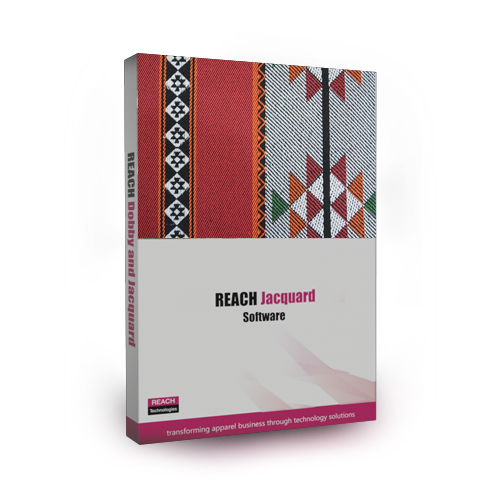 REACH Dobby and Jacquard
REACH Jacquard
Software
REACH
Technologies
transforming apparel business through technology solutions